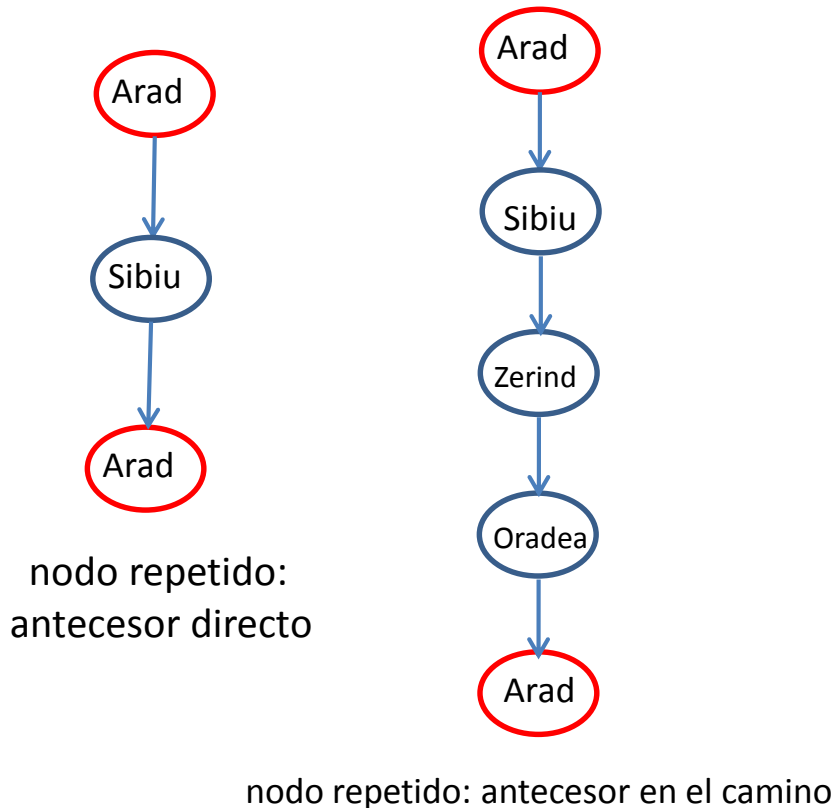 Arad
Sibiu
Arad
nodo repetido:
antecesor directo
Arad
Sibiu
Zerind
Oradea
Arad
nodo repetido: antecesor en el camino